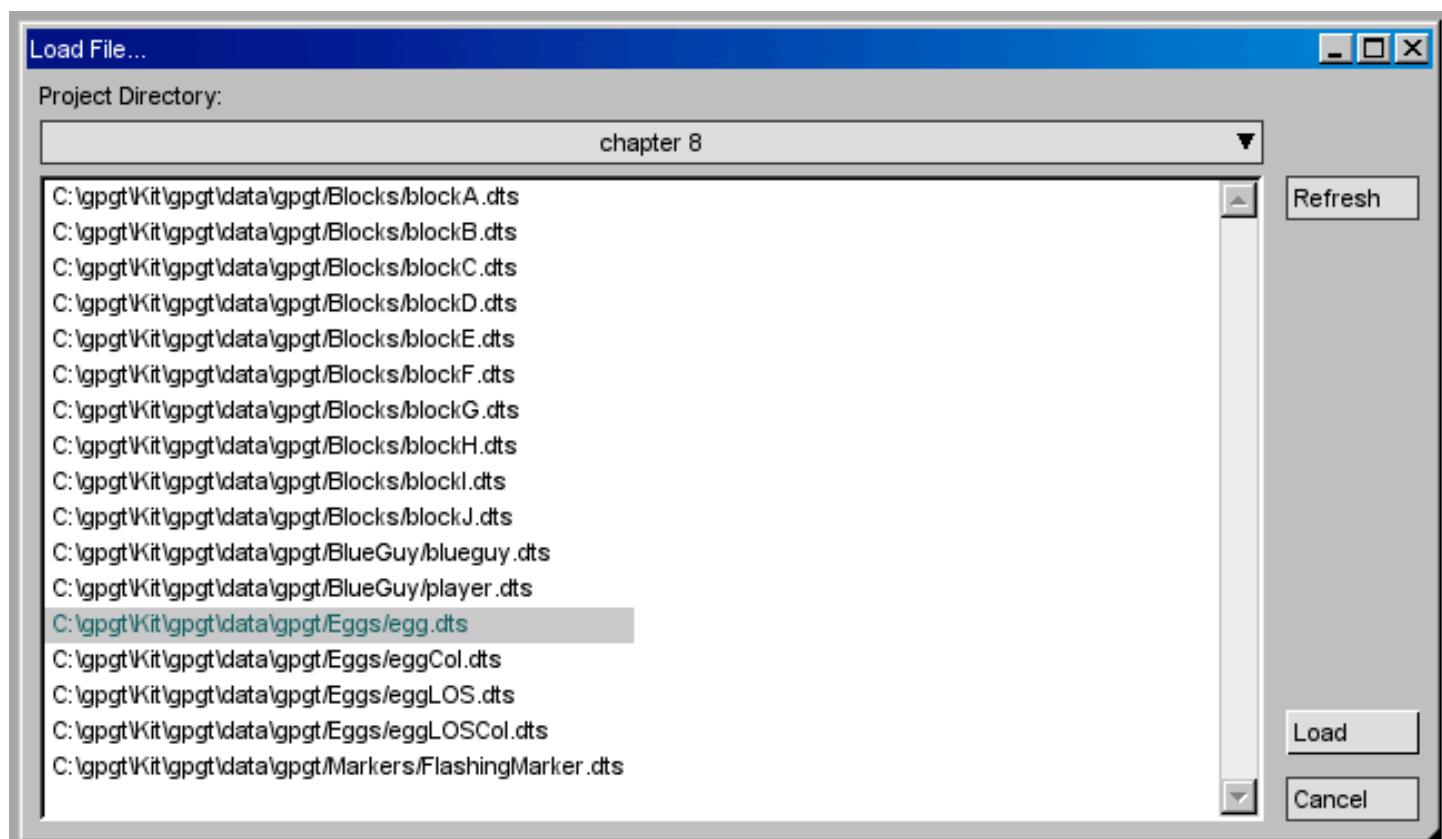 Load File...
Project Directory:
chapter 8
C:\gpgt\Kit\gpgt\data\gpgt/Blocks/blockA.dts
Refresh
C:\gpgt\Kit\gpgt\data\gpgt/Blocks/blockB.dts
C:\gpgt\Kit\gpgt\data\gpgt/Blocks/blockC.dts
C:\gpgt\Kit\gpgt\data\gpgt/Blocks/blockD.dts
C:\gpgt\Kit\gpgt\data\gpgt/Blocks/blockE.dts
C:\gpgt\Kit\gpgt\data\gpgt/Blocks/blockF.dts
C:\gpgt\Kit\gpgt\data\gpgt/Blocks/blockG.dts
C:\gpgt\Kit\gpgt\data\gpgt/Blocks/blockH.dts
C:\gpgt\Kit\gpgt\data\gpgt/Blocks/blockI.dts
C:\gpgt\Kit\gpgt\data\gpgt/Blocks/blockJ.dts
C:\gpgt\Kit\gpgt\data\gpgt/BlueGuy/blueguy.dts
C:\gpgt\Kit\gpgt\data\gpgt/BlueGuy/player.dts
C:\gpgt\Kit\gpgt\data\gpgt/Eggs/egg.dts
C:\gpgt\Kit\gpgt\data\gpgt/Eggs/eggCol.dts
C:\gpgt\Kit\gpgt\data\gpgt/Eggs/eggLOS.dts
C:\gpgt\Kit\gpgt\data\gpgt/Eggs/eggLOSCol.dts
Load
C:\gpgt\Kit\gpgt\data\gpgt/Markers/FlashingMarker.dts
Cancel